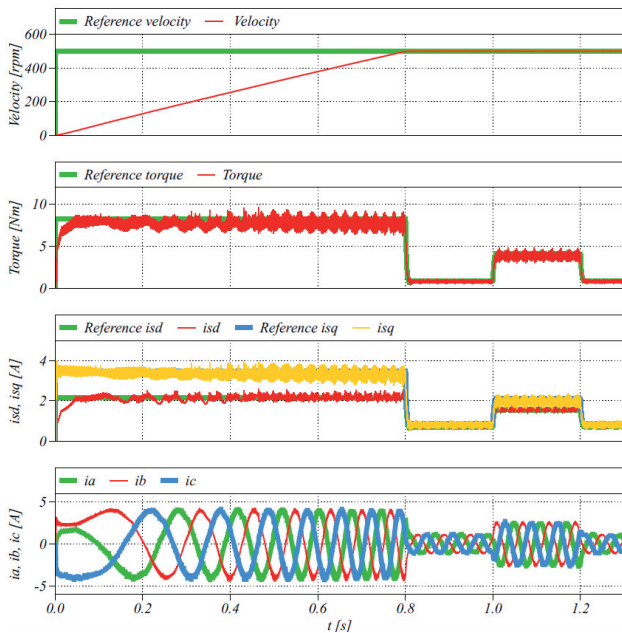 Reference velocity Velocity
Velocity [rpm]
600
400
200
0
Reference torque Torque
Torque [Nm]
10
5
0
Reference isd isd Reference isq isq
isd, isq [A]
4
2
0
ia ib ic
ia, ib, ic [A]
5
0
-5
0.0 0.2 0.4 0.6 0.8 1.0 1.2
t [s]